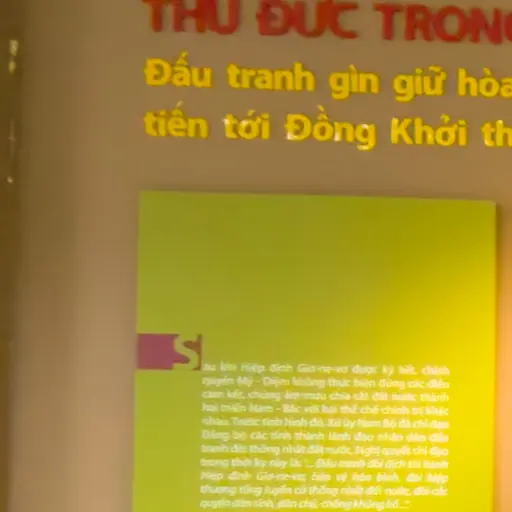 THỦ ĐỨC TRONG
Đấu tranh gìn giữ hòa
tiến tới Đồng Khởi th
Sau khi Hiệp định Giơ-ne-vơ được ký kết, chính
quyền Mỹ - Diệm không thực hiện đúng các điều
cam kết, chúng âm mưu chia cắt đất nước thành
hai miền Nam - Bắc với hai thể chế chính trị khác
nhau. Trước tình hình đó, Xứ ủy Nam Bộ đã chỉ đạo
Đảng bộ các tỉnh thành lãnh đạo nhân dân đấu
tranh đòi thống nhất đất nước. Nghị quyết chỉ đạo
trong thời kỳ này là: "... Đấu tranh đòi địch thi hành
Hiệp định Giơ-ne-vơ, bảo vệ hòa bình, đòi hiệp
thương tổng tuyển cử thống nhất đất nước, đòi các
quyền dân sinh, dân chủ, chống khủng bố..."